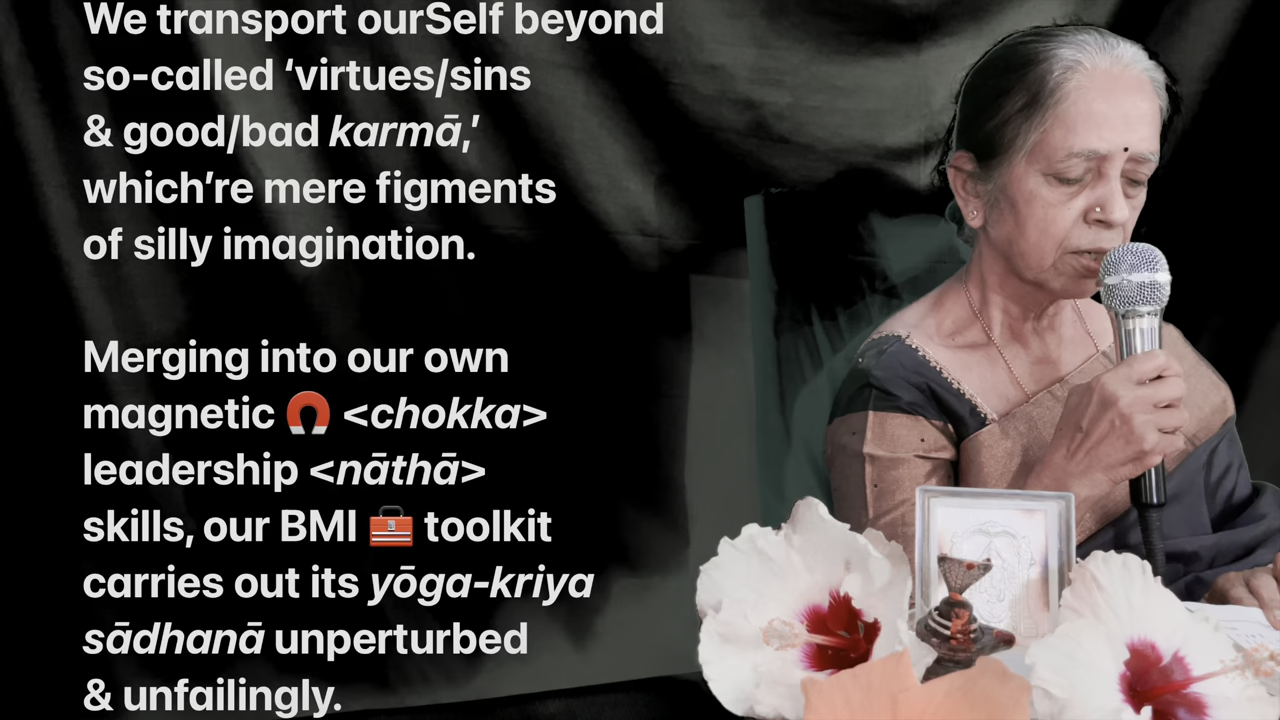 We transport ourSelf beyond
so-called ‘virtues/sins
& good/bad karmā,’
which’re mere figments
of silly imagination.
Merging into our own
magnetic 🧲 <chokka>
leadership <nāthā>
skills, our BMI 🧰 toolkit
carries out its yōga-kriya
sādhanā unperturbed
& unfailingly.